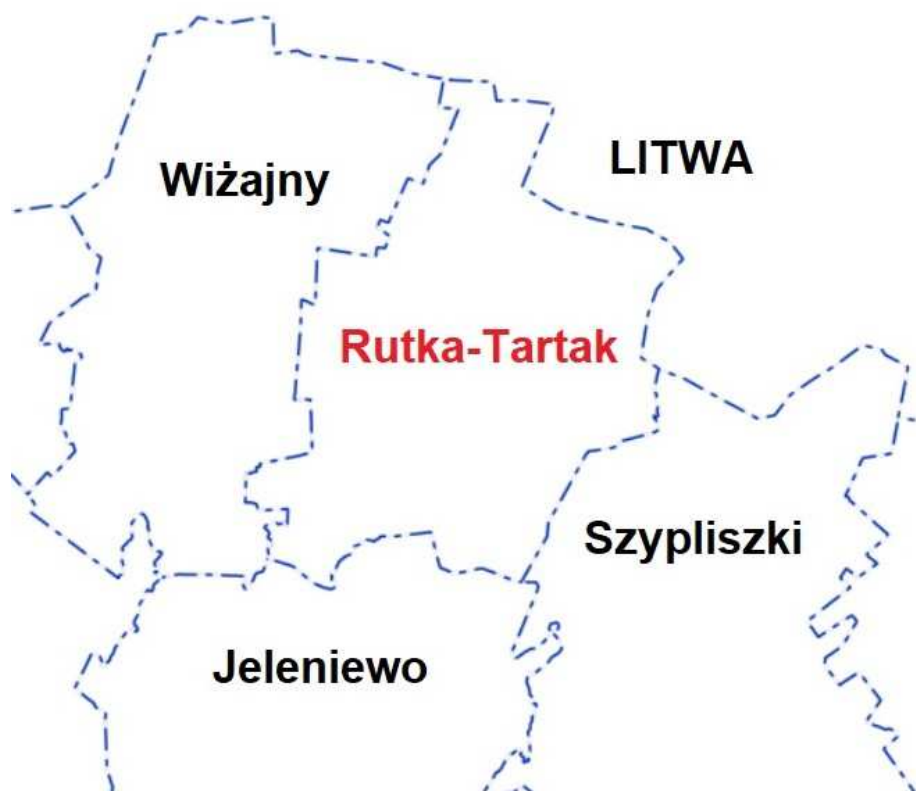 LITWA
Wiżajny
Rutka-Tartak
Szypliszki
Jeleniewo